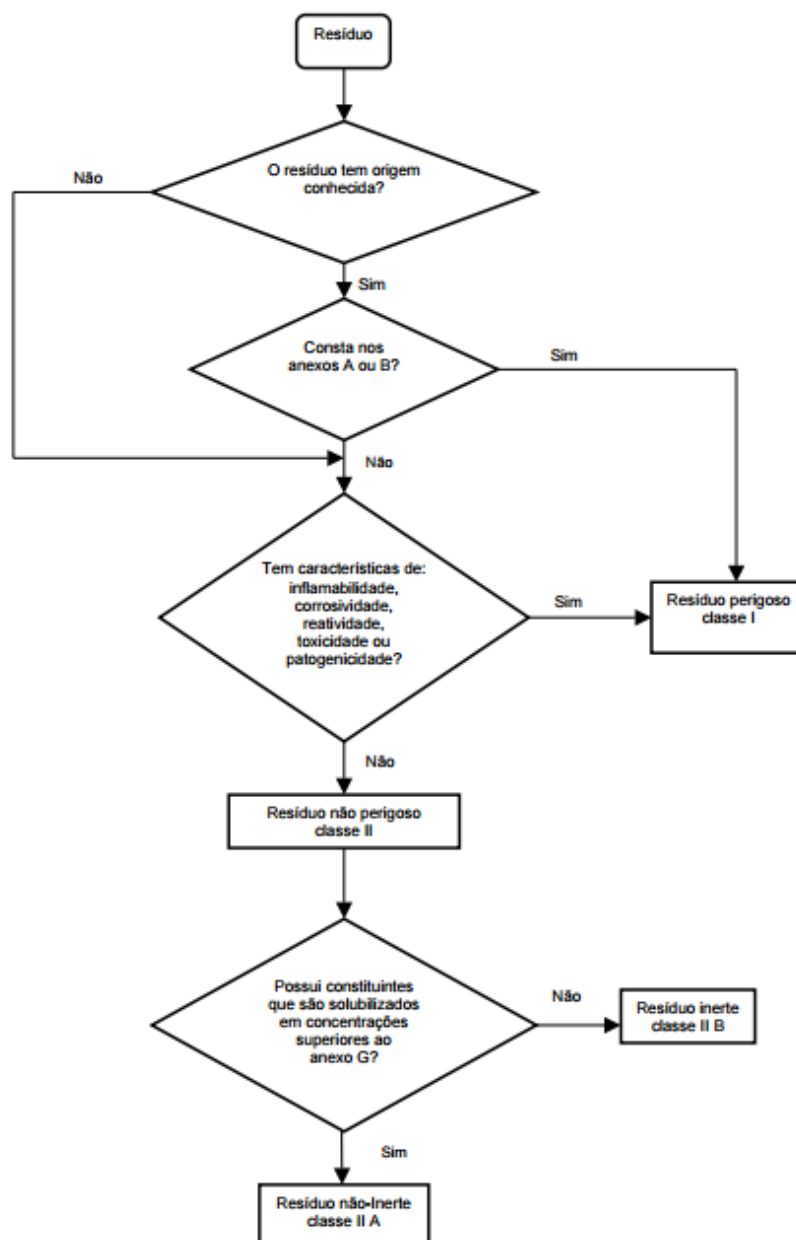 Resíduo
O resíduo tem origem
conhecida?
Não
Sim
Consta nos
anexos A ou B?
Sim
Não
Tem características de:
inflamabilidade,
corrosividade,
reatividade,
toxicidade ou
patogenicidade?
Sim
Resíduo perigoso
classe I
Não
Resíduo não perigoso
classe II
Possui constituintes
que são solubilizados
em concentrações
superiores ao
anexo G?
Não
Resíduo inerte
classe II B
Sim
Resíduo não-Inerte
classe II A